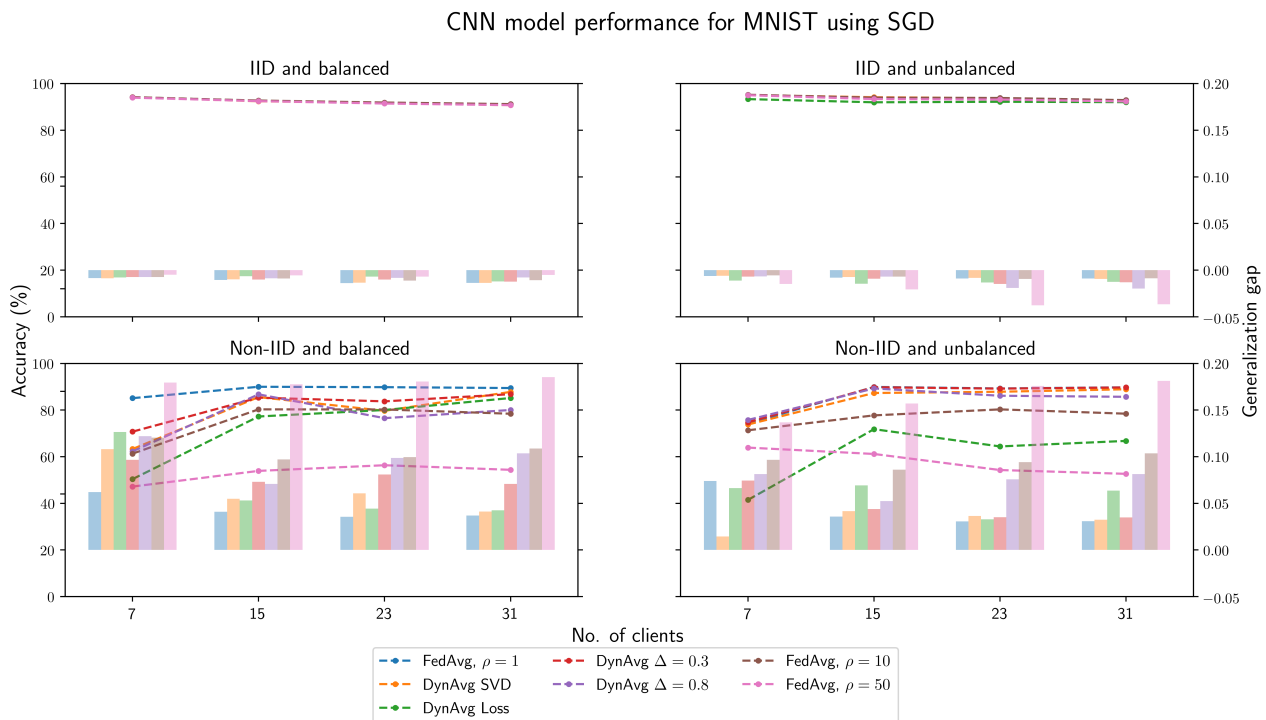 CNN model performance for MNIST using SGD
IID and balanced
IID and unbalanced
100
80
60
40
20
0
0.20
0.15
0.10
0.05
0.00
−0.05
Accuracy (%)
Generalization gap
Non-IID and balanced
Non-IID and unbalanced
100
80
60
40
20
0
0.20
0.15
0.10
0.05
0.00
−0.05
7 15 23 31
7 15 23 31
No. of clients
FedAvg, ρ = 1
DynAvg SVD
DynAvg Loss
DynAvg Δ = 0.3
DynAvg Δ = 0.8
FedAvg, ρ = 10
FedAvg, ρ = 50